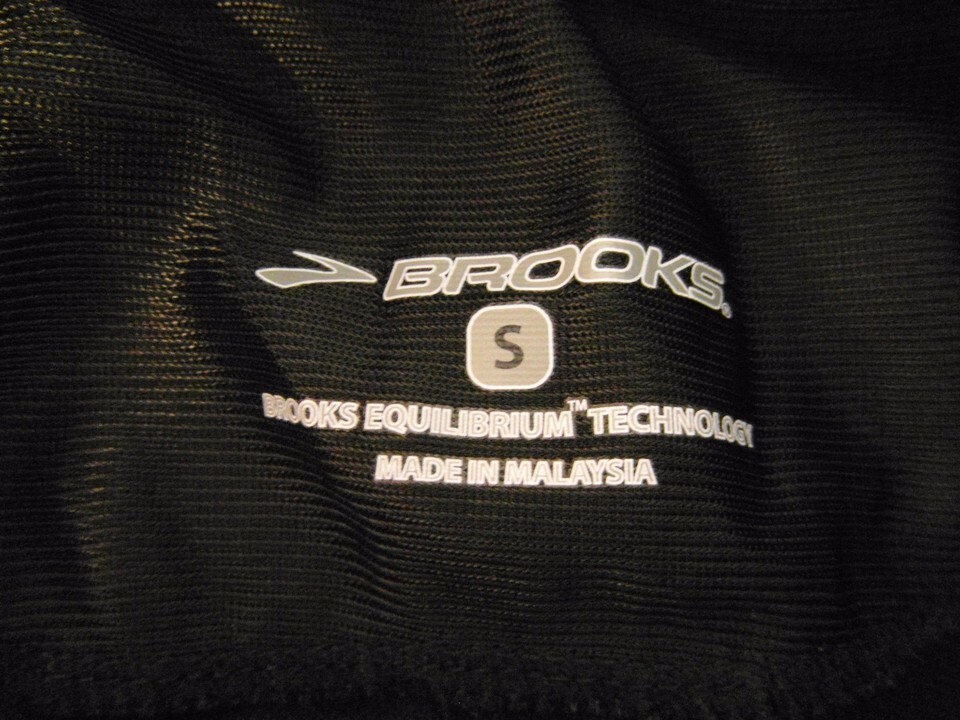 BROOKS®
S
BROOKS EQUILIBRIUM™ TECHNOLOGY
MADE IN MALAYSIA